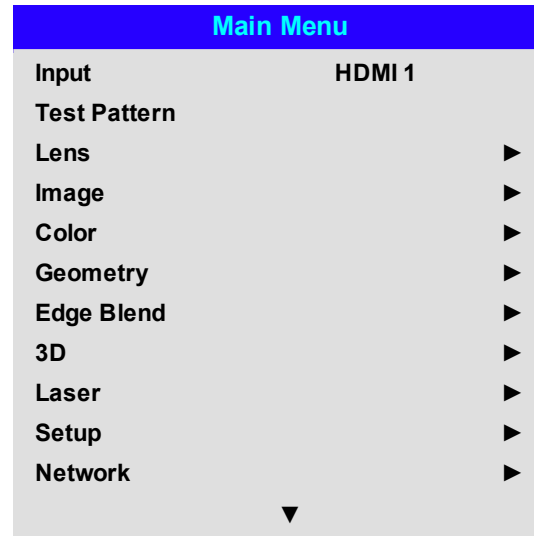 Main Menu
Input HDMI 1
Test Pattern
Lens ►
Image ►
Color ►
Geometry ►
Edge Blend ►
3D ►
Laser ►
Setup ►
Network ►
▼